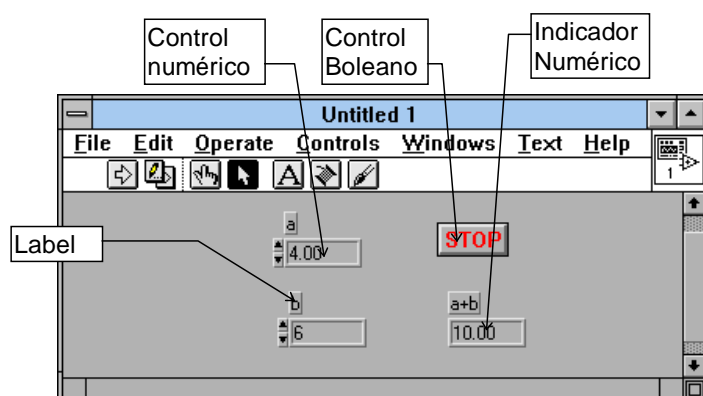 Control
numérico
Control
Boleano
Indicador
Numérico
Untitled 1
File Edit Operate Controls Windows Text Help
A
1
a
4.00
STOP
Label
b
6
a+b
10.00